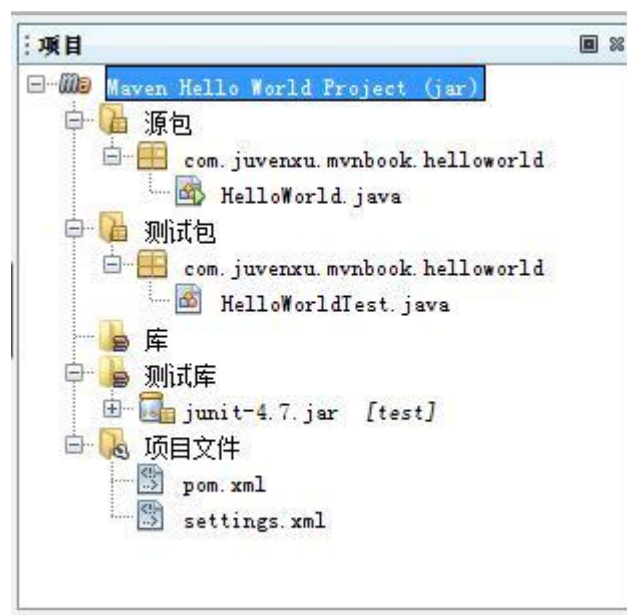 项目
Maven Hello World Project (jar)
源包
com.juvenxu.mvnbook.helloworld
HelloWorld.java
测试包
com.juvenxu.mvnbook.helloworld
HelloWorldTest.java
库
测试库
junit-4.7.jar [test]
项目文件
pom.xml
settings.xml